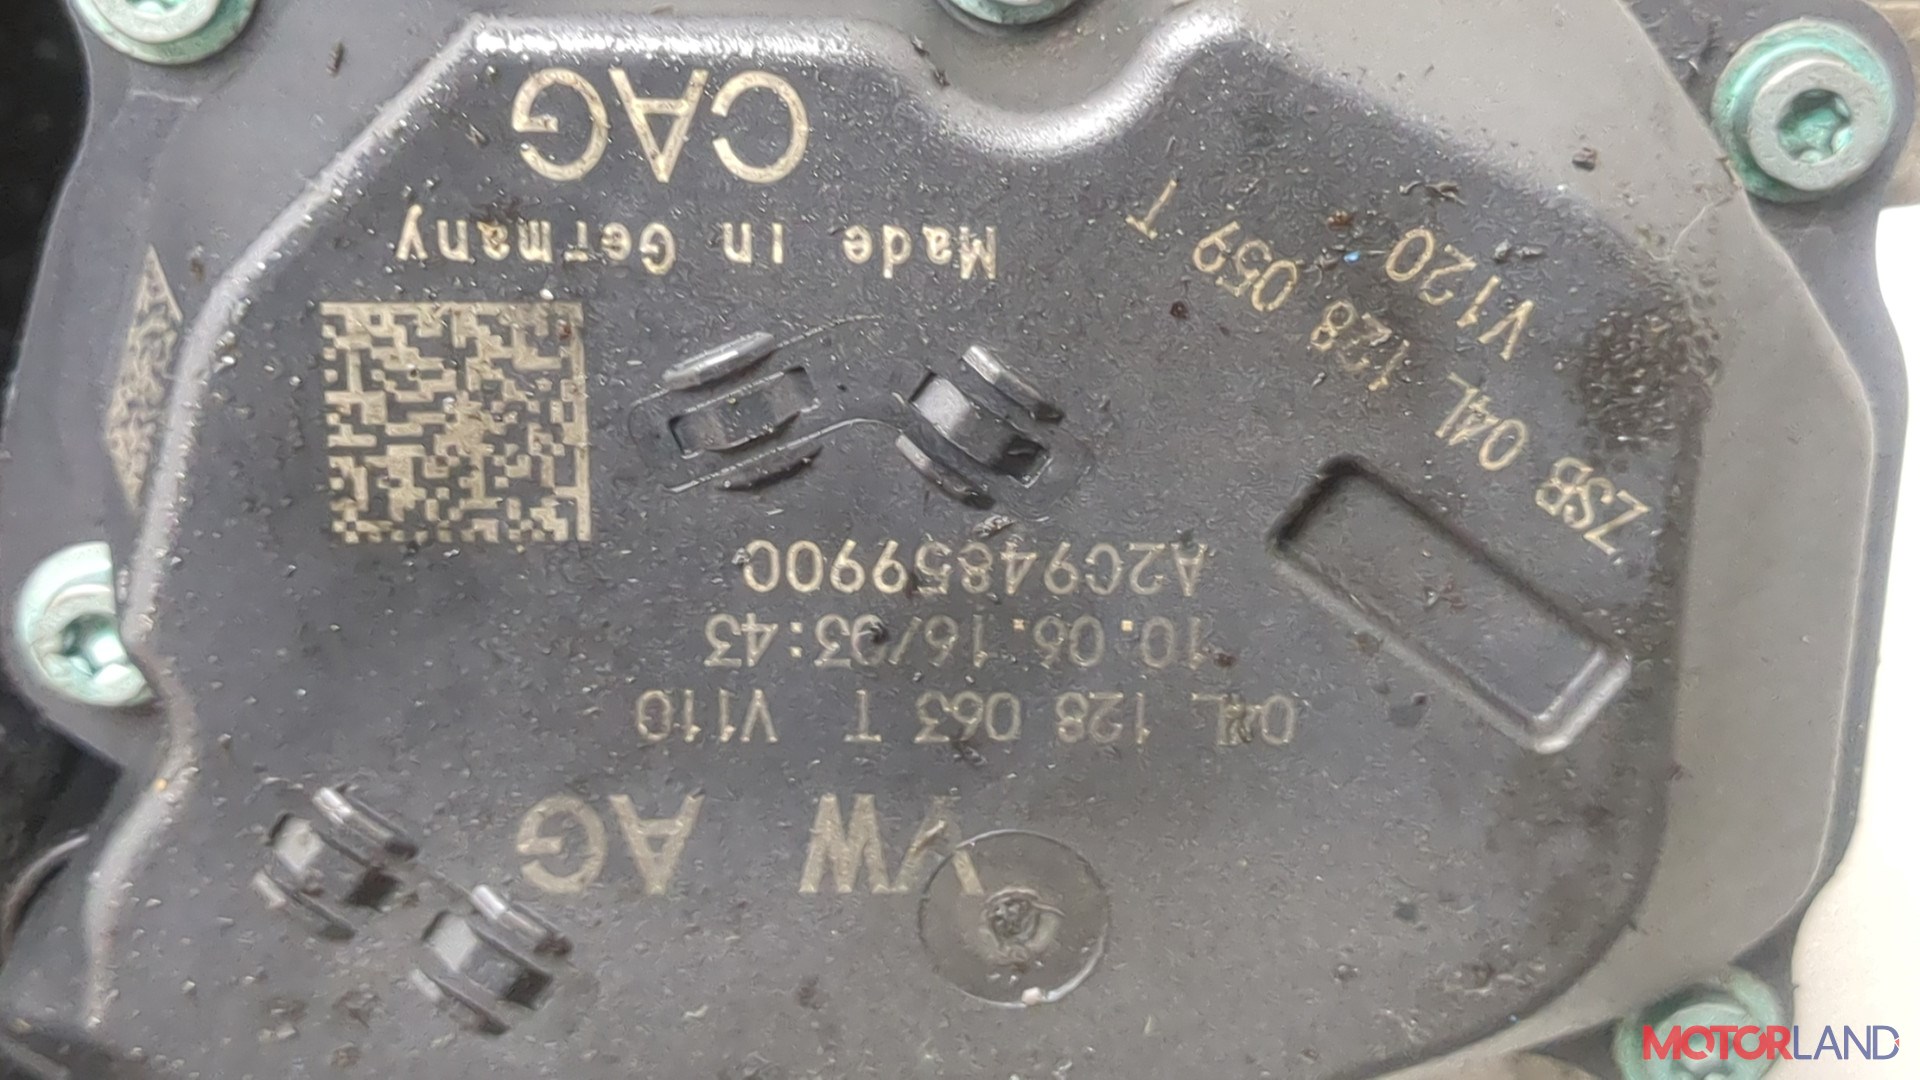 VW AG
04L 128 063 T V110
10.06.16/03:43
A2C94859900
ZSB 04L 128 059 T
V120
Made in Germany
CAG
MOTORLAND